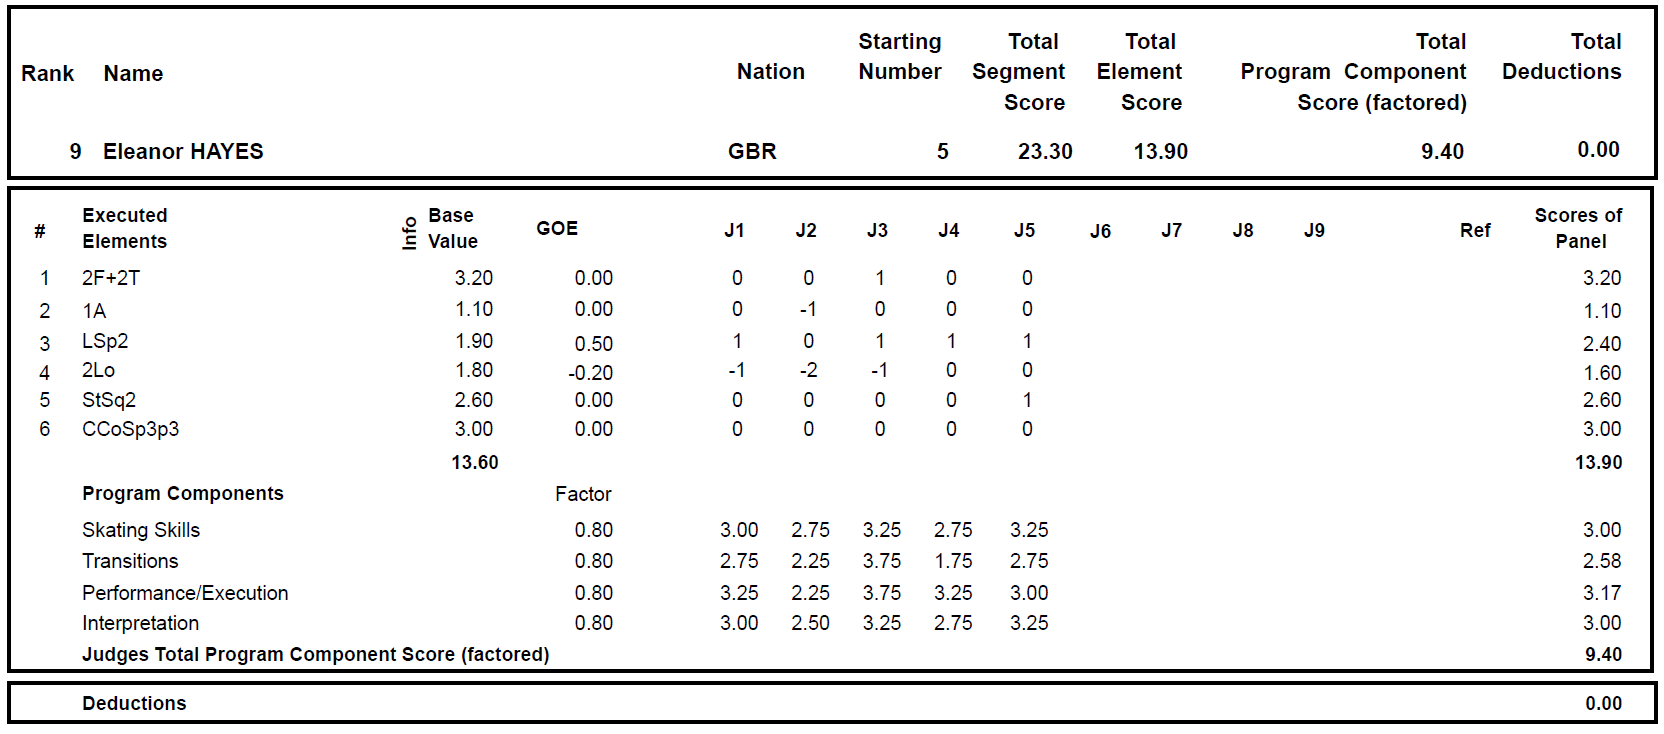 Rank Name Nation Starting Number Total Segment Score Total Element Score Total Program Component Score (factored) Total Deductions
9 Eleanor HAYES GBR 5 23.30 13.90 9.40 0.00
# Executed Elements Info Base Value GOE J1 J2 J3 J4 J5 J6 J7 J8 J9 Ref Scores of Panel
1 2F+2T 3.20 0.00 0 0 1 0 0 3.20
2 1A 1.10 0.00 0 -1 0 0 0 1.10
3 LSp2 1.90 0.50 1 0 1 1 1 2.40
4 2Lo 1.80 -0.20 -1 -2 -1 0 0 1.60
5 StSq2 2.60 0.00 0 0 0 0 1 2.60
6 CCoSp3p3 3.00 0.00 0 0 0 0 0 3.00
13.60 13.90
Program Components Factor
Skating Skills 0.80 3.00 2.75 3.25 2.75 3.25 3.00
Transitions 0.80 2.75 2.25 3.75 1.75 2.75 2.58
Performance/Execution 0.80 3.25 2.25 3.75 3.25 3.00 3.17
Interpretation 0.80 3.00 2.50 3.25 2.75 3.25 3.00
Judges Total Program Component Score (factored) 9.40
Deductions 0.00